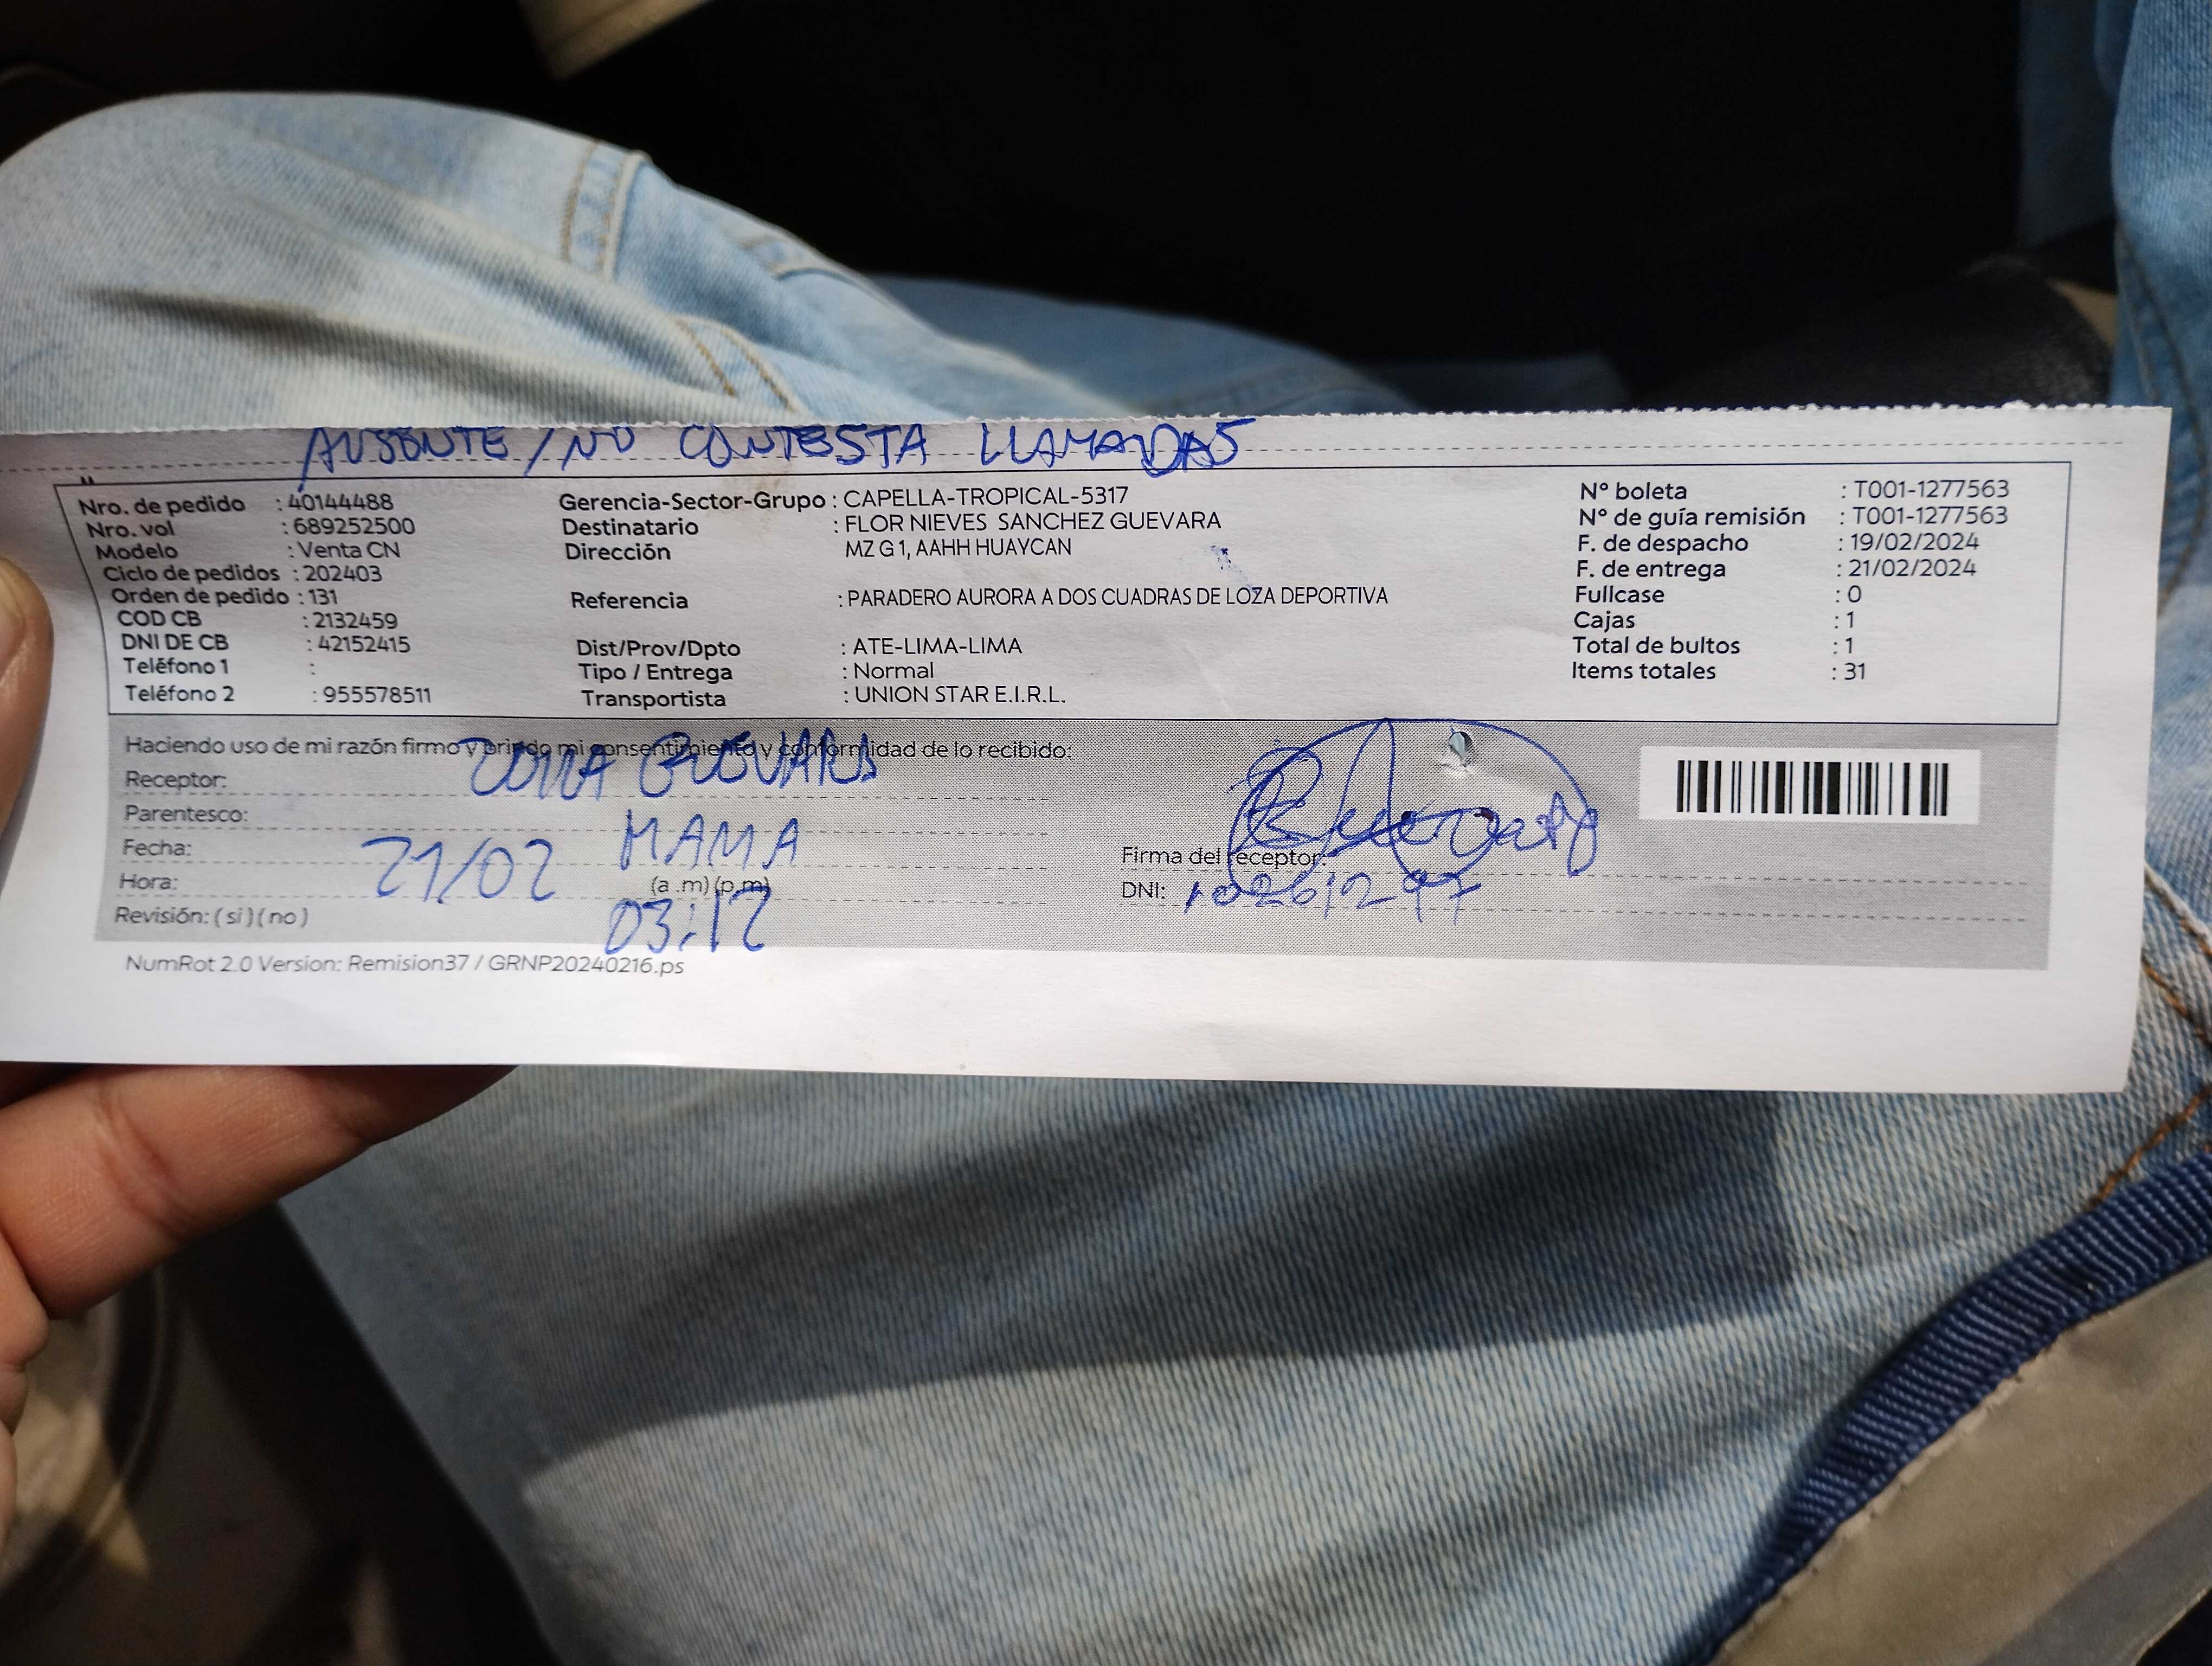 AUSENTE / NO CONTESTA LLAMADAS
Nro. de pedido : 40144488
Nro. vol : 689252500
Modelo : Venta CN
Ciclo de pedidos : 202403
Orden de pedido : 131
COD CB : 2132459
DNI DE CB : 42152415
Teléfono 1 :
Teléfono 2 : 955578511
Gerencia-Sector-Grupo : CAPELLA-TROPICAL-5317
Destinatario : FLOR NIEVES SANCHEZ GUEVARA
Dirección MZ G 1, AAHH HUAYCAN
Referencia : PARADERO AURORA A DOS CUADRAS DE LOZA DEPORTIVA
Dist/Prov/Dpto : ATE-LIMA-LIMA
Tipo / Entrega : Normal
Transportista : UNION STAR E.I.R.L.
N° boleta : T001-1277563
N° de guía remisión : T001-1277563
F. de despacho : 19/02/2024
F. de entrega : 21/02/2024
Fullcase : 0
Cajas : 1
Total de bultos : 1
Items totales : 31
Haciendo uso de mi razón firmo y brindo mi consentimiento y conformidad de lo recibido:
Receptor:
Parentesco: MAMA
Fecha: 21/02
Hora: (a .m) (p.m) 03:12
Revisión: ( si ) ( no )
Firma del receptor:
DNI:
NumRot 2.0 Version: Remision37 / GRNP20240216.ps